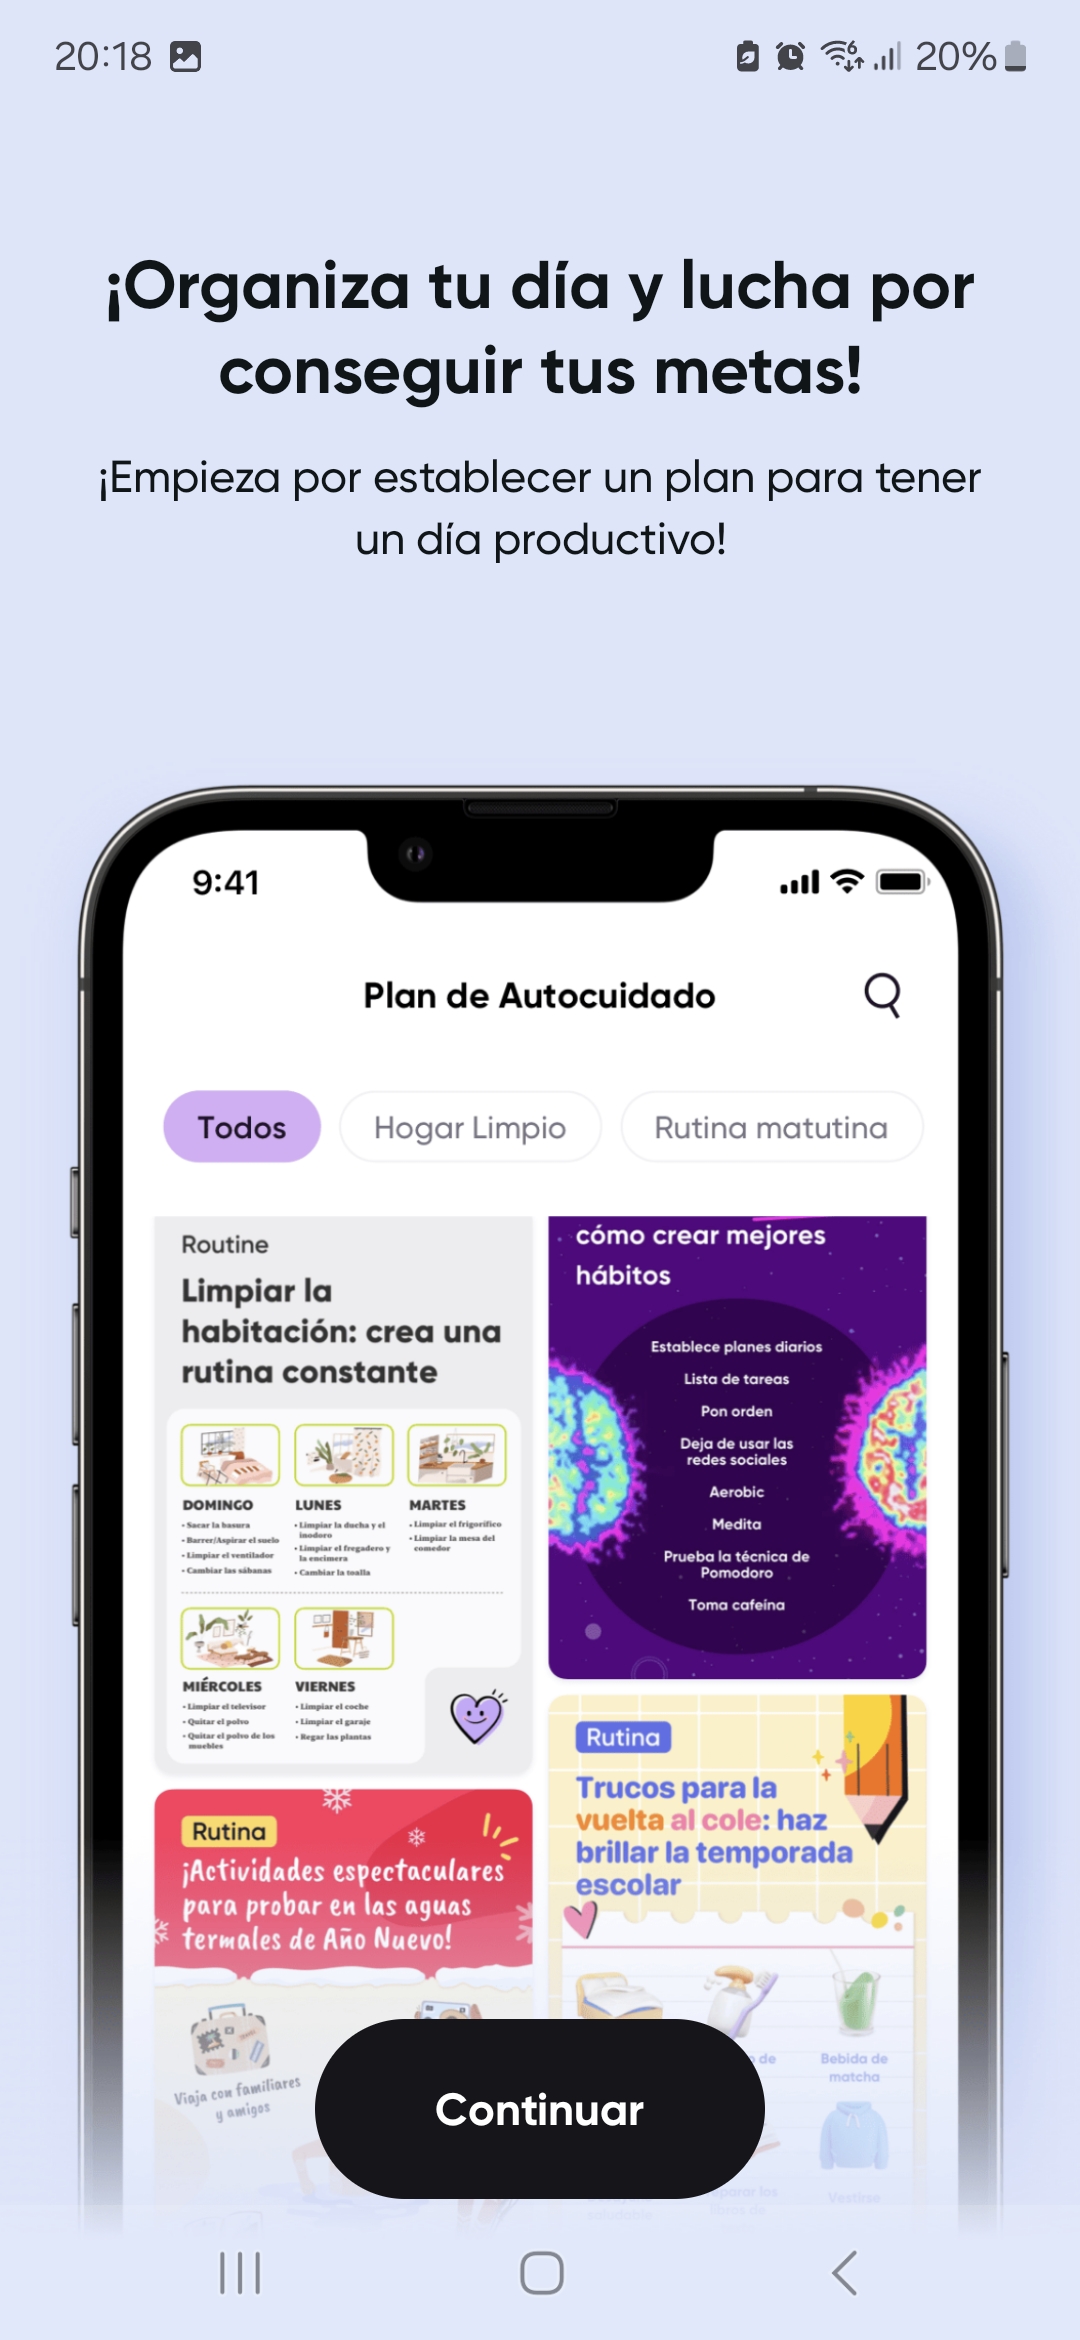 20:18
6
20%
¡Organiza tu día y lucha por
conseguir tus metas!
¡Empieza por establecer un plan para tener
un día productivo!
9:41
Plan de Autocuidado
Todos
Hogar Limpio
Rutina matutina
Routine
Limpiar la
habitación: crea una
rutina constante
DOMINGO
• Sacar la basura
• Barrer/Aspirar el suelo
• Limpiar el ventilador
• Cambiar las sábanas
LUNES
• Limpiar la ducha y el
inodoro
• Limpiar el fregadero y
la encimera
• Cambiar la toalla
MARTES
• Limpiar el frigorífico
• Limpiar la mesa del
comedor
MIÉRCOLES
• Limpiar el televisor
• Quitar el polvo
• Quitar el polvo de los
muebles
VIERNES
• Limpiar el coche
• Limpiar el garaje
• Regar las plantas
cómo crear mejores
hábitos
Establece planes diarios
Lista de tareas
Pon orden
Deja de usar las
redes sociales
Aerobic
Medita
Prueba la técnica de
Pomodoro
Toma cafeína
Rutina
¡Actividades espectaculares
para probar en las aguas
termales de Año Nuevo!
Viaja con familiares
y amigos
Rutina
Trucos para la
vuelta al cole: haz
brillar la temporada
escolar
de
Bebida de
matcha
parar los
libros de
saludable
Vestirse
Continuar